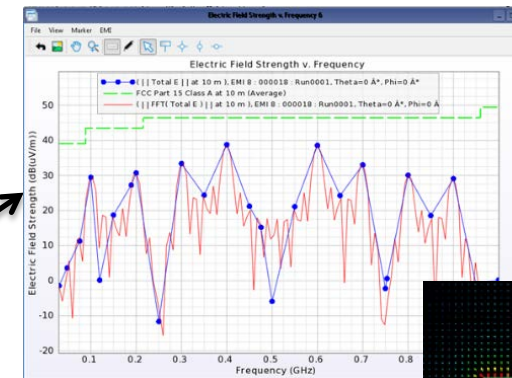 Electric Field Strength v. Frequency 6
File View Marker EMI
Electric Field Strength v. Frequency
( | | Total E | | at 10 m ), EMI 8 : 000018 : Run0001, Theta=0 Â°, Phi=0 Â°
FCC Part 15 Class A at 10 m (Average)
( | | FFT( Total E ) | | at 10 m ), EMI 8 : 000018 : Run0001, Theta=0 Â°, Phi=0 Â
Electric Field Strength (dB(uV/m))
50
40
30
20
10
0
-10
-20
0.1 0.2 0.3 0.4 0.5 0.6 0.7 0.8
Frequency (GHz)